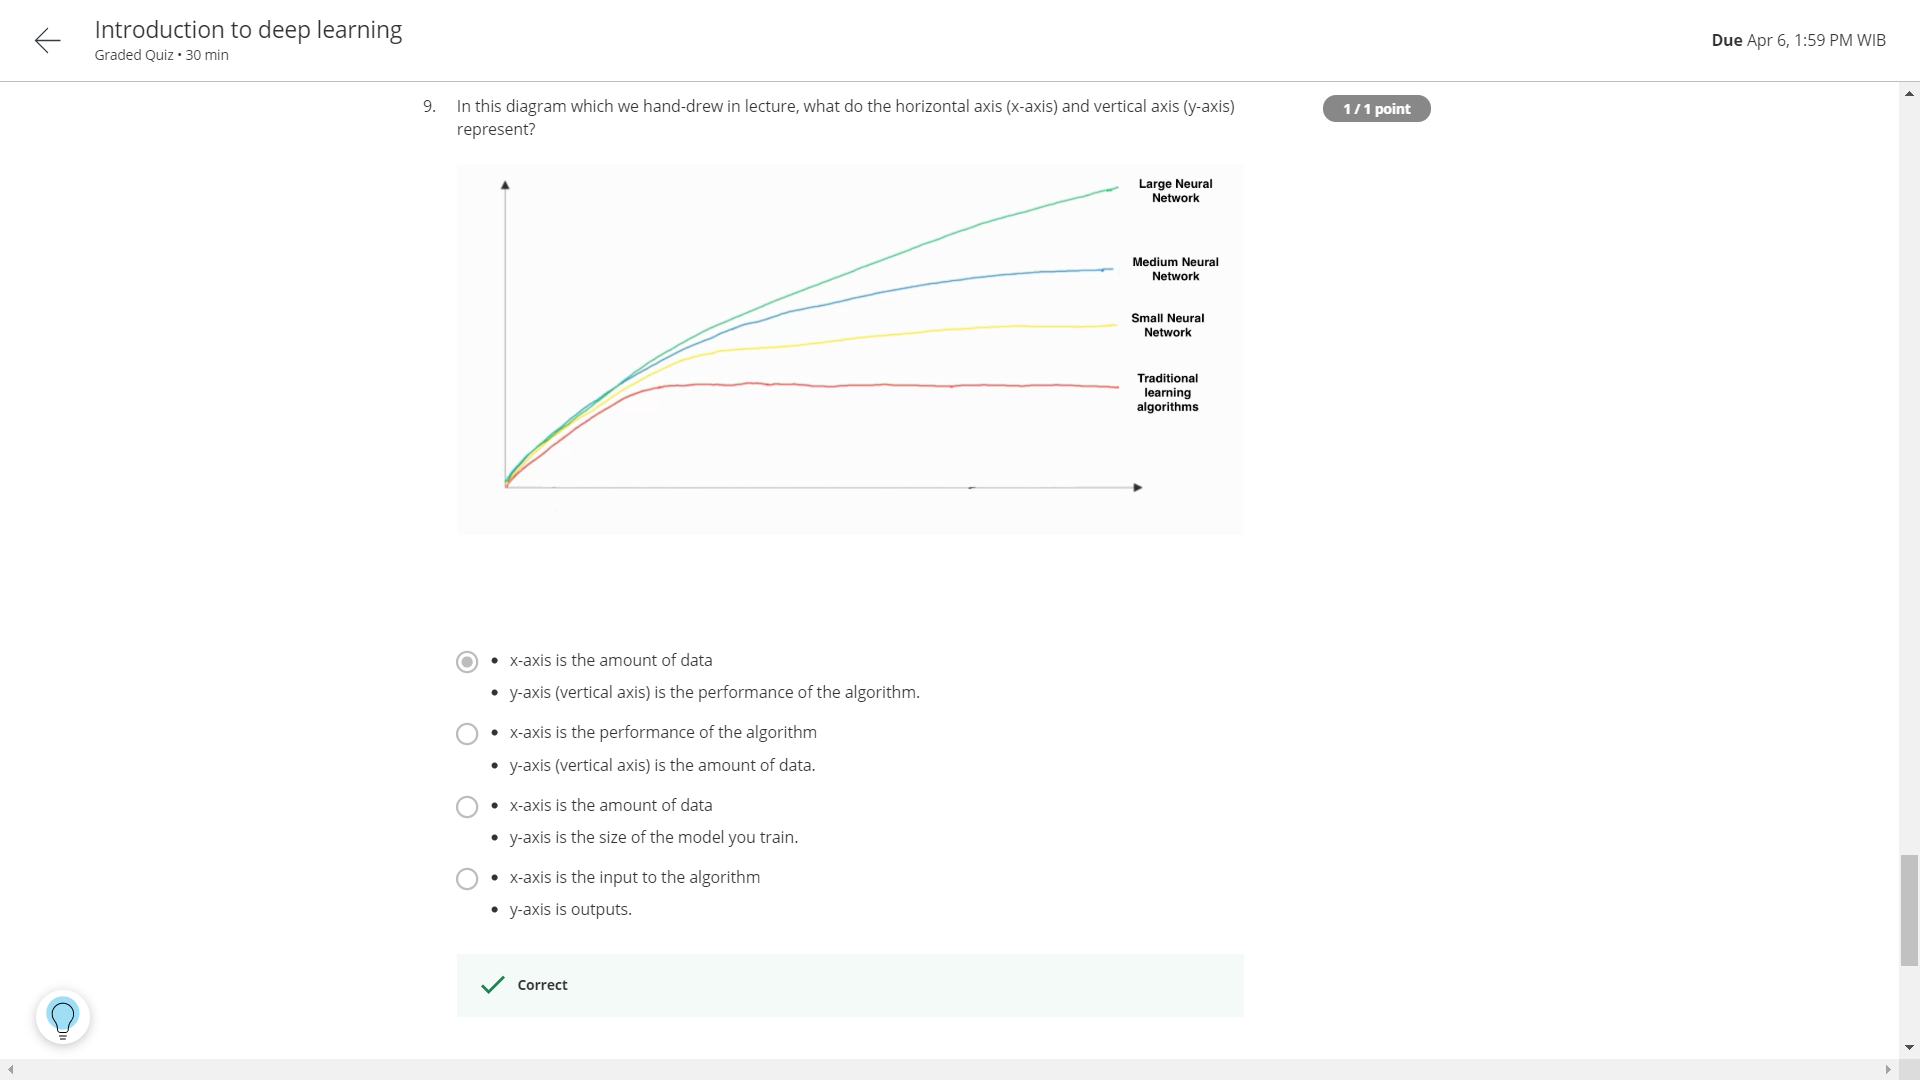 Introduction to deep learning
Graded Quiz • 30 min
Due Apr 6, 1:59 PM WIB
9. In this diagram which we hand-drew in lecture, what do the horizontal axis (x-axis) and vertical axis (y-axis)
represent?
1 / 1 point
Large Neural
Network
Medium Neural
Network
Small Neural
Network
Traditional
learning
algorithms
• x-axis is the amount of data
• y-axis (vertical axis) is the performance of the algorithm.
• x-axis is the performance of the algorithm
• y-axis (vertical axis) is the amount of data.
• x-axis is the amount of data
• y-axis is the size of the model you train.
• x-axis is the input to the algorithm
• y-axis is outputs.
Correct